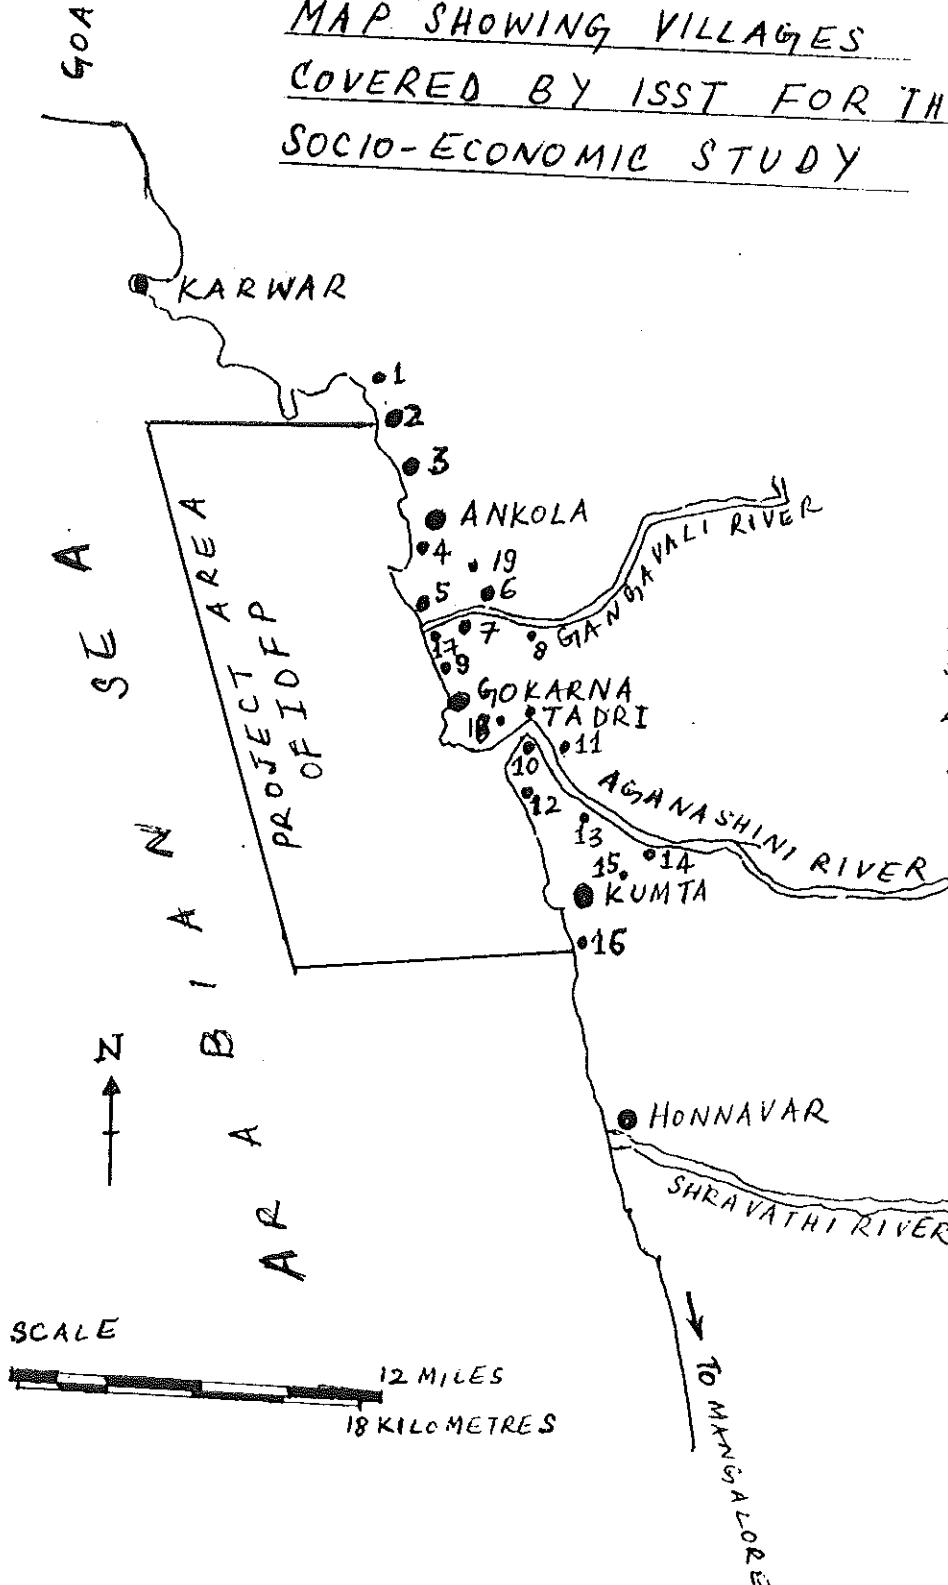 GOA
MAP SHOWING VILLAGES
COVERED BY ISST FOR TH
SOCIO-ECONOMIC STUDY
KARWAR
1
2
3
ANKOLA
4
19
5
6
GANGAVALI RIVER
7
17
8
9
GOKARNA
18
TADRI
10
11
12
AGANASHINI RIVER
13
14
15
KUMTA
16
PROJECT AREA
OF IDFP
ARABIAN SEA
N
HONNAVAR
SHRAVATHI RIVER
SCALE
12 MILES
18 KILOMETRES
TO MANGALORE